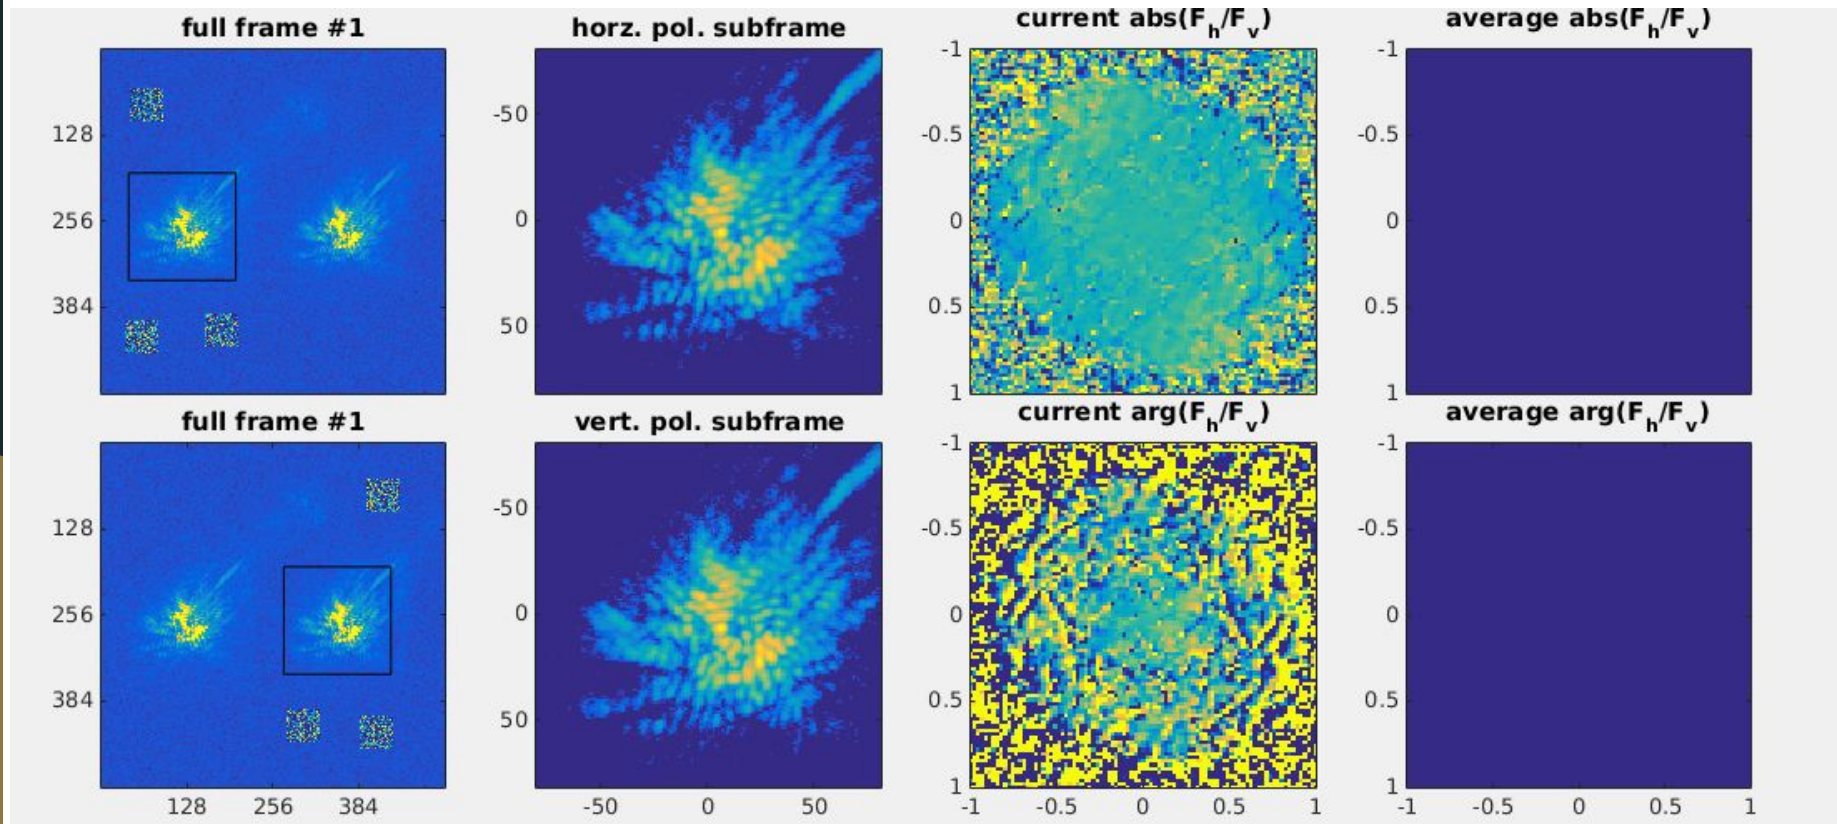 full frame #1
horz. pol. subframe
current abs(F_h/F_v)
average abs(F_h/F_v)
128
256
384
-50
0
50
-1
-0.5
0
0.5
1
-1
-0.5
0
0.5
1
full frame #1
vert. pol. subframe
current arg(F_h/F_v)
average arg(F_h/F_v)
128
256
384
-50
0
50
-1
-0.5
0
0.5
1
-1
-0.5
0
0.5
1
128 256 384
-50 0 50
-1 -0.5 0 0.5 1
-1 -0.5 0 0.5 1